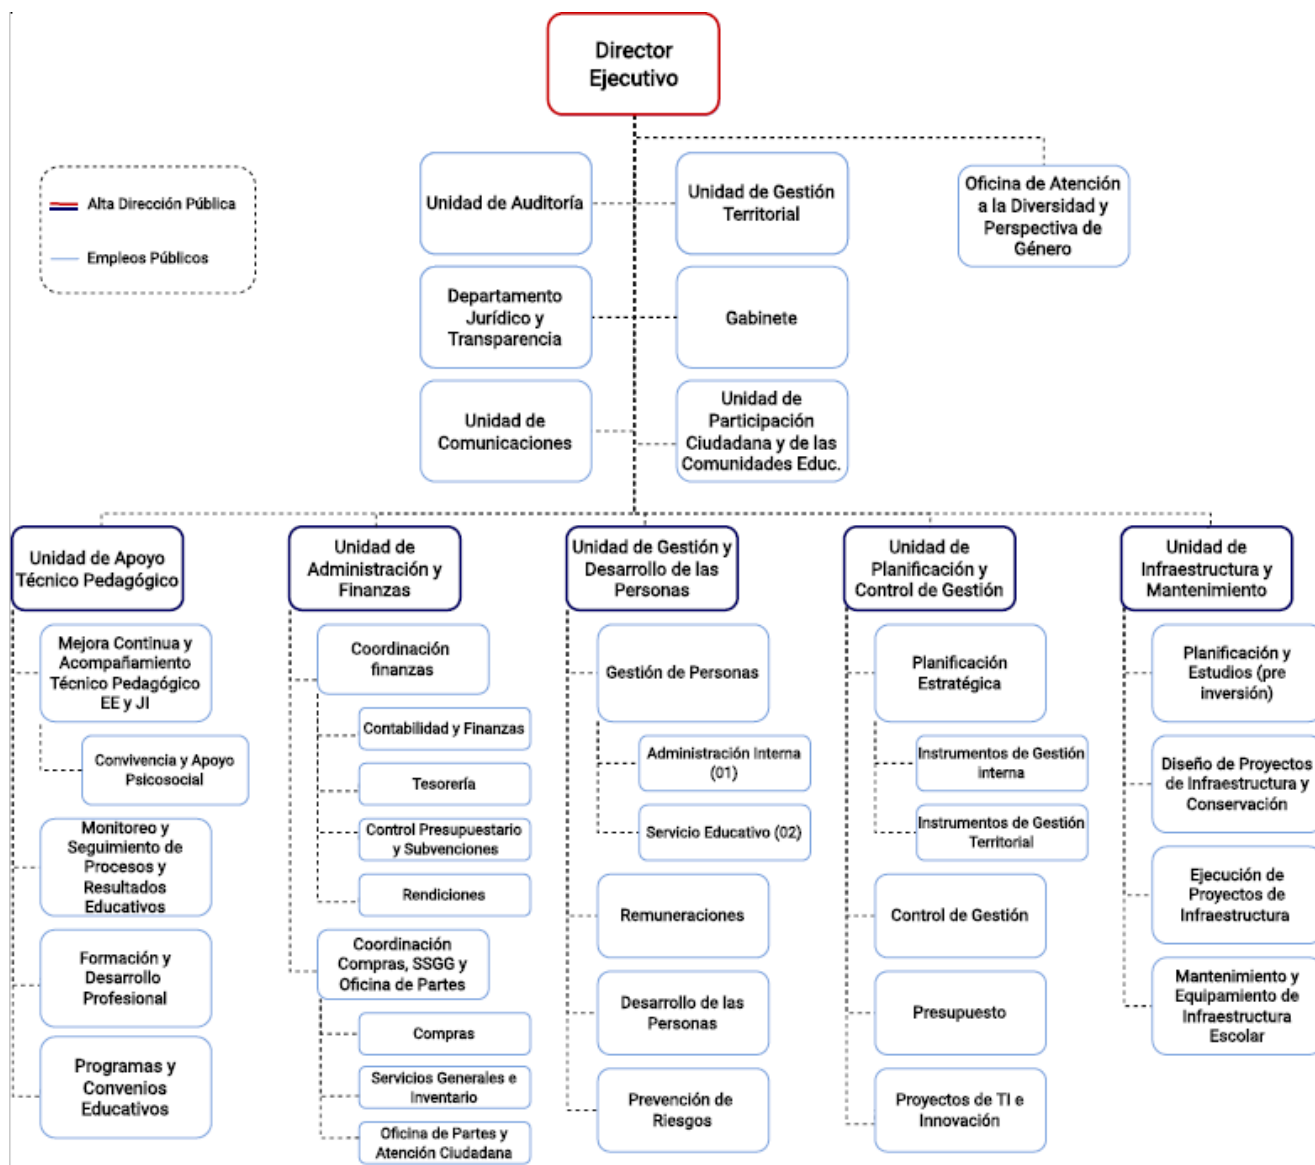 Director
Ejecutivo
Alta Dirección Pública
Empleos Públicos
Unidad de Auditoría
Unidad de Gestión
Territorial
Oficina de Atención
a la Diversidad y
Perspectiva de
Género
Departamento
Jurídico y
Transparencia
Gabinete
Unidad de
Comunicaciones
Unidad de
Participación
Ciudadana y de las
Comunidades Educ.
Unidad de Apoyo
Técnico Pedagógico
Mejora Continua y
Acompañamiento
Técnico Pedagógico
EE y JI
Convivencia y Apoyo
Psicosocial
Monitoreo y
Seguimiento de
Procesos y
Resultados
Educativos
Formación y
Desarrollo
Profesional
Programas y
Convenios
Educativos
Unidad de
Administración y
Finanzas
Coordinación
finanzas
Contabilidad y Finanzas
Tesorería
Control Presupuestario
y Subvenciones
Rendiciones
Coordinación
Compras, SSGG y
Oficina de Partes
Compras
Servicios Generales e
Inventario
Oficina de Partes y
Atención Ciudadana
Unidad de Gestión y
Desarrollo de las
Personas
Gestión de Personas
Administración Interna
(01)
Servicio Educativo (02)
Remuneraciones
Desarrollo de las
Personas
Prevención de
Riesgos
Unidad de
Planificación y
Control de Gestión
Planificación
Estratégica
Instrumentos de Gestión
interna
Instrumentos de Gestión
Territorial
Control de Gestión
Presupuesto
Proyectos de TI e
Innovación
Unidad de
Infraestructura y
Mantenimiento
Planificación y
Estudios (pre
inversión)
Diseño de Proyectos
de Infraestructura y
Conservación
Ejecución de
Proyectos de
Infraestructura
Mantenimiento y
Equipamiento de
Infraestructura
Escolar